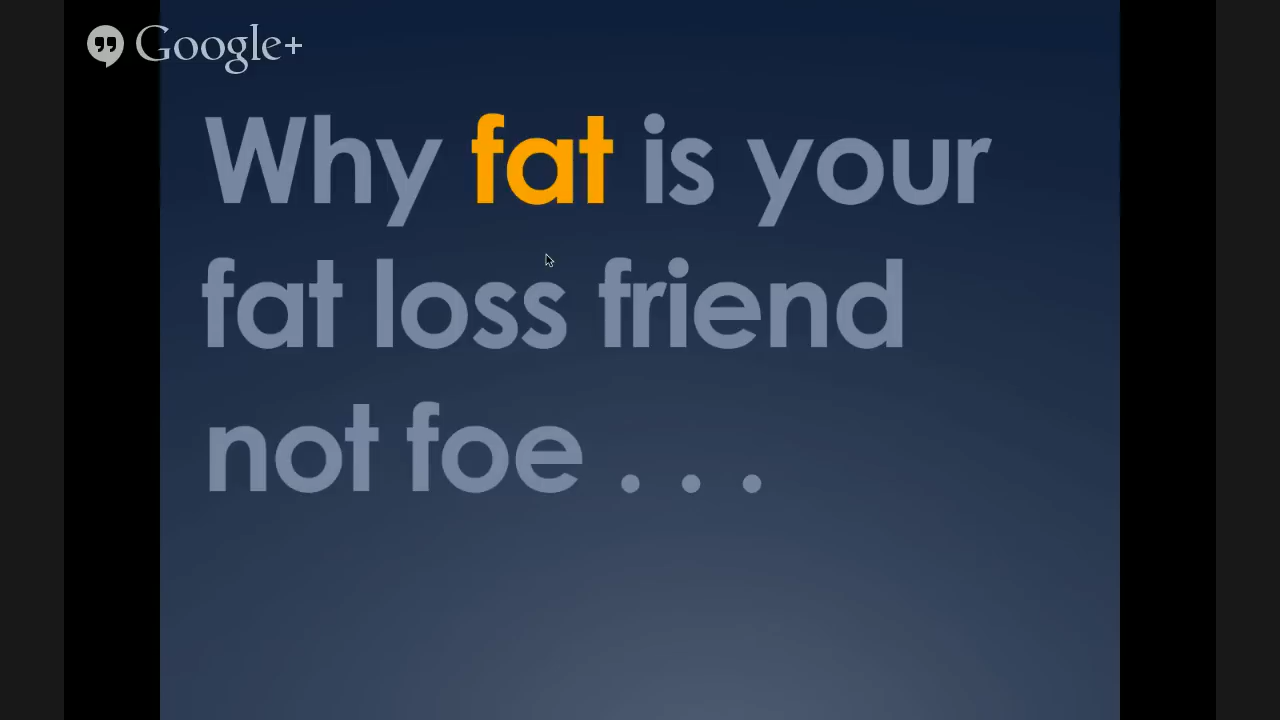 Google+
Why fat is your
fat loss friend
not foe . . .